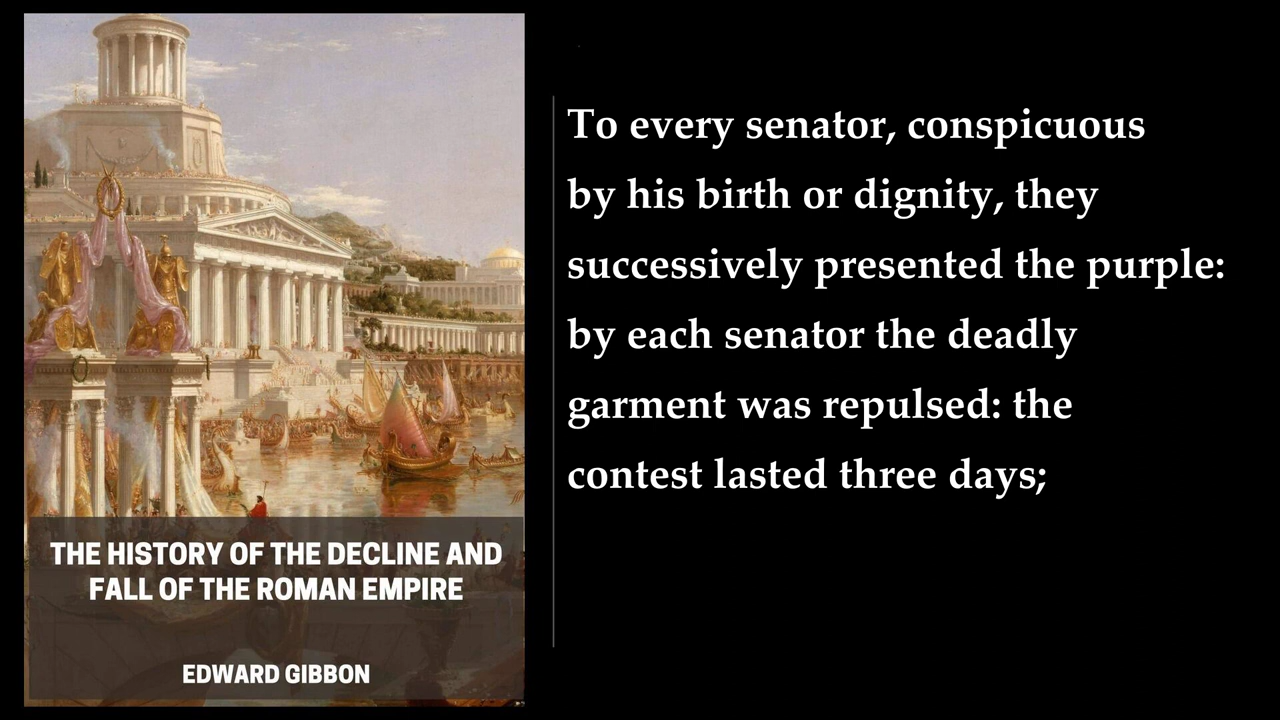 THE HISTORY OF THE DECLINE AND
FALL OF THE ROMAN EMPIRE
EDWARD GIBBON
To every senator, conspicuous
by his birth or dignity, they
successively presented the purple:
by each senator the deadly
garment was repulsed: the
contest lasted three days;